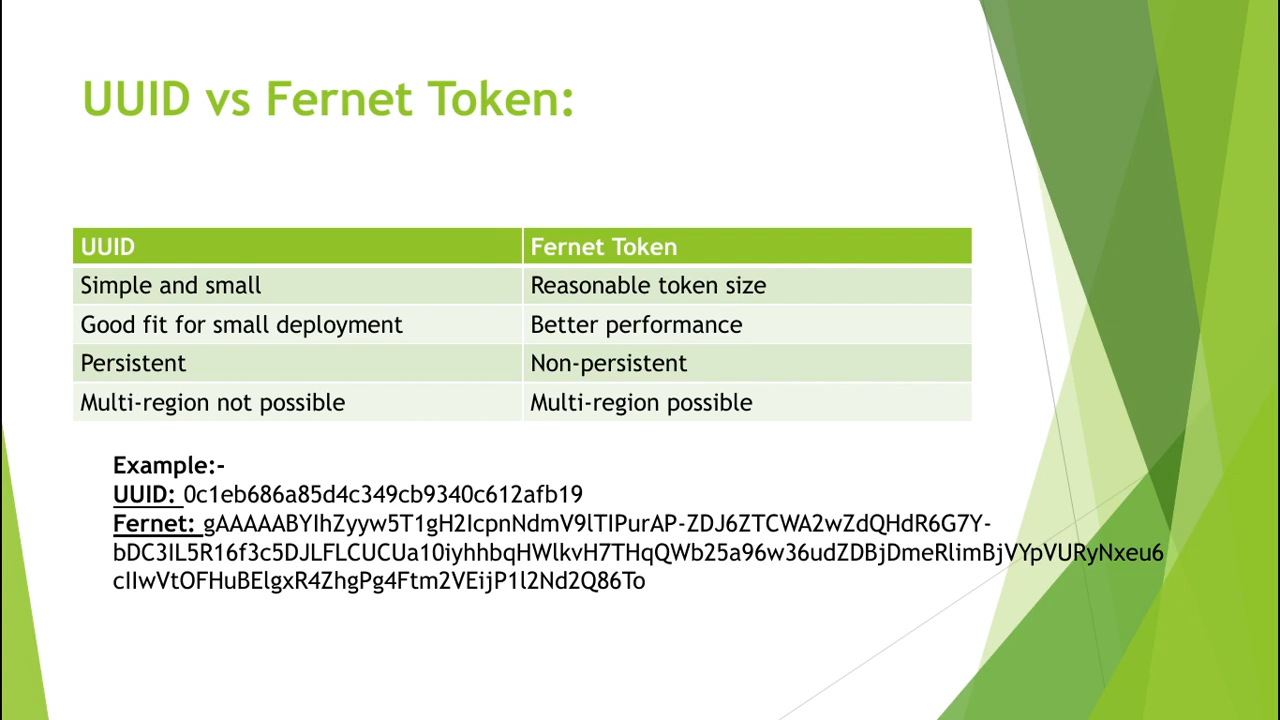 UUID vs Fernet Token:
UUID Fernet Token
Simple and small Reasonable token size
Good fit for small deployment Better performance
Persistent Non-persistent
Multi-region not possible Multi-region possible
Example:-
UUID: 0c1eb686a85d4c349cb9340c612afb19
Fernet: gAAAAABYIhZyyw5T1gH2IcpnNdmV9lTIPurAP-ZDJ6ZTCWA2wZdQHdR6G7Y-
bDC3IL5R16f3c5DJLFLCUCUa10iyhhbqHWlkvH7THqQWb25a96w36udZDBjDmeRlimBjVYpVURyNxeu6
cIIwVtOFHuBElgxR4ZhgPg4Ftm2VEijP1l2Nd2Q86To